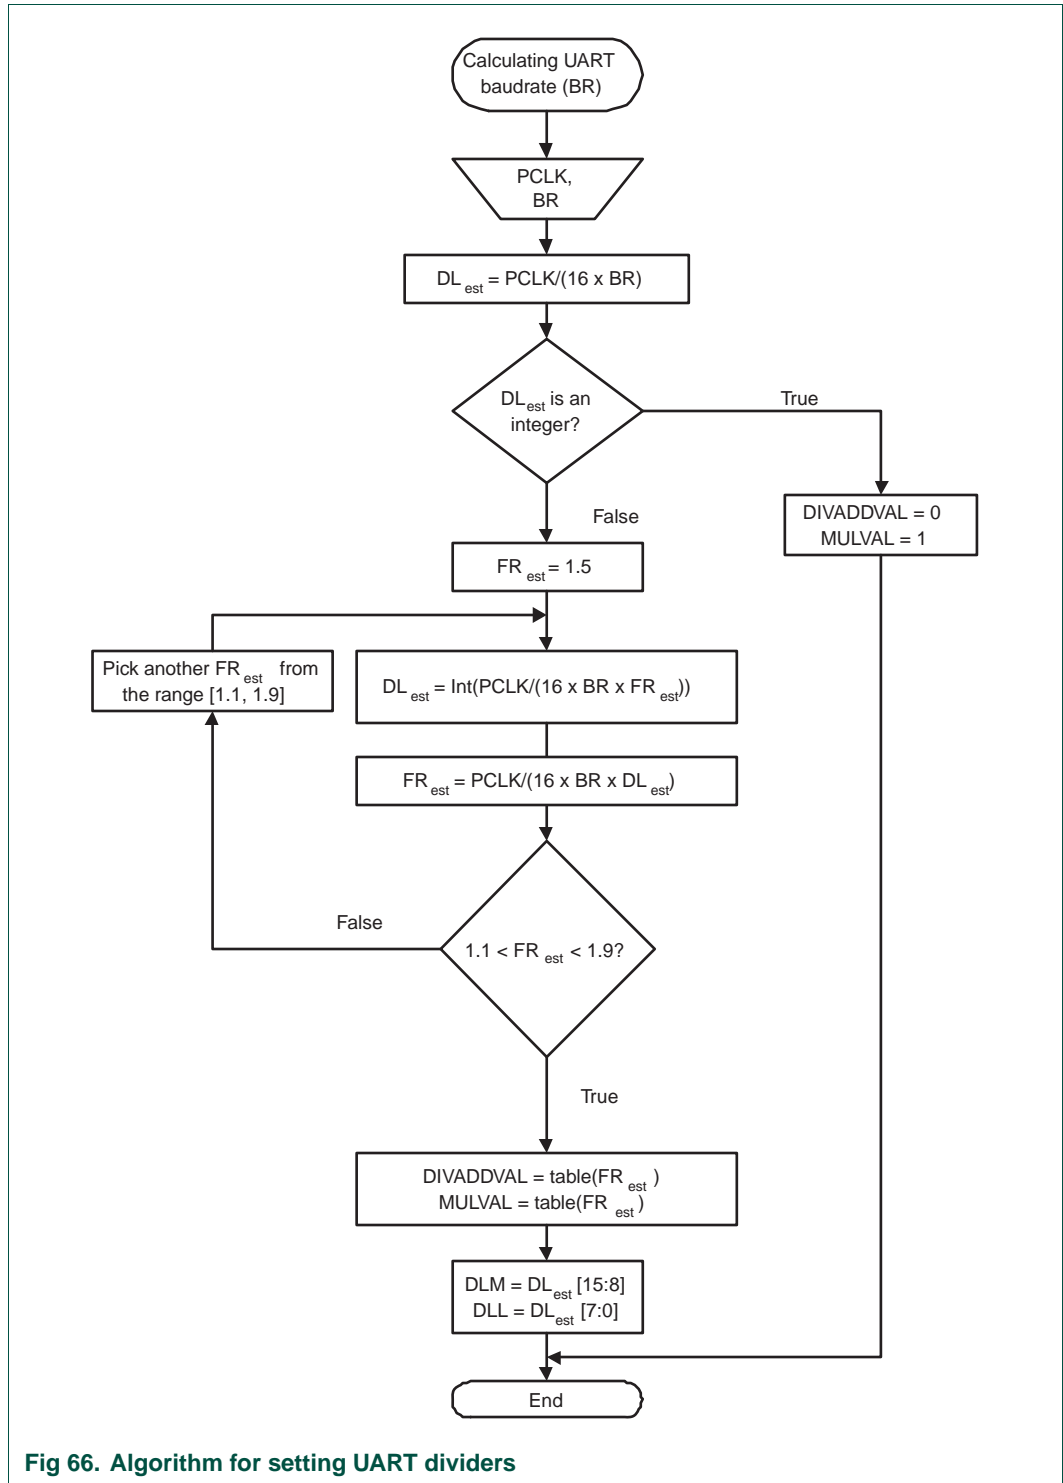 Calculating UART
baudrate (BR)
PCLK,
BR
DL est = PCLK/(16 x BR)
DL est is an
integer?
True
False
DIVADDVAL = 0
MULVAL = 1
FR est = 1.5
Pick another FR est from
the range [1.1, 1.9]
DL est = Int(PCLK/(16 x BR x FR est))
FR est = PCLK/(16 x BR x DL est)
False
1.1 < FR est < 1.9?
True
DIVADDVAL = table(FR est)
MULVAL = table(FR est)
DLM = DL est [15:8]
DLL = DL est [7:0]
End
Fig 66. Algorithm for setting UART dividers